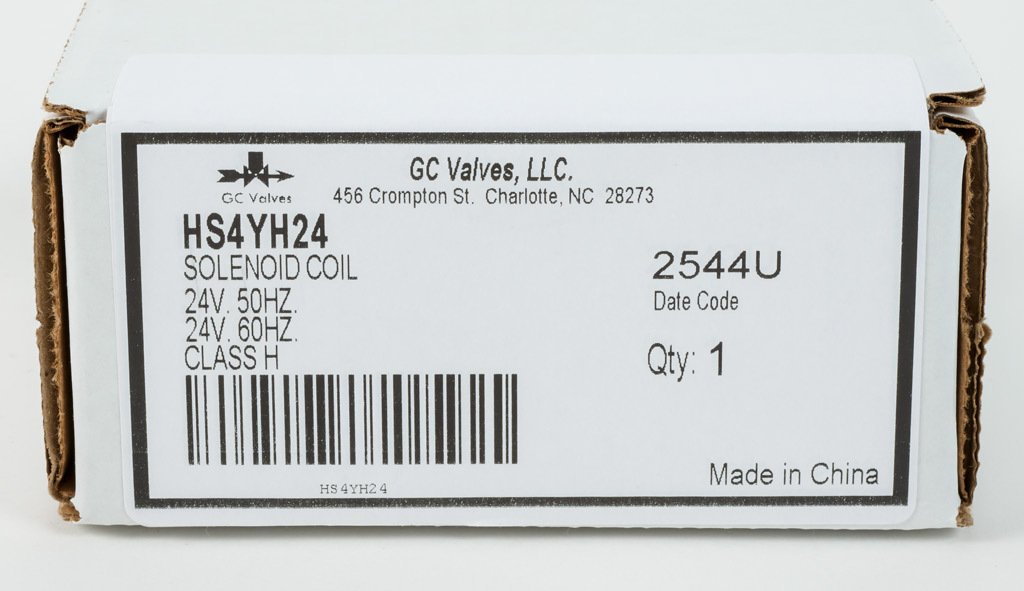 GC Valves, LLC.
GC Valves
456 Crompton St. Charlotte, NC 28273
HS4YH24
SOLENOID COIL
24V. 50HZ.
24V. 60HZ.
CLASS H
2544U
Date Code
Qty: 1
HS4YH24
Made in China